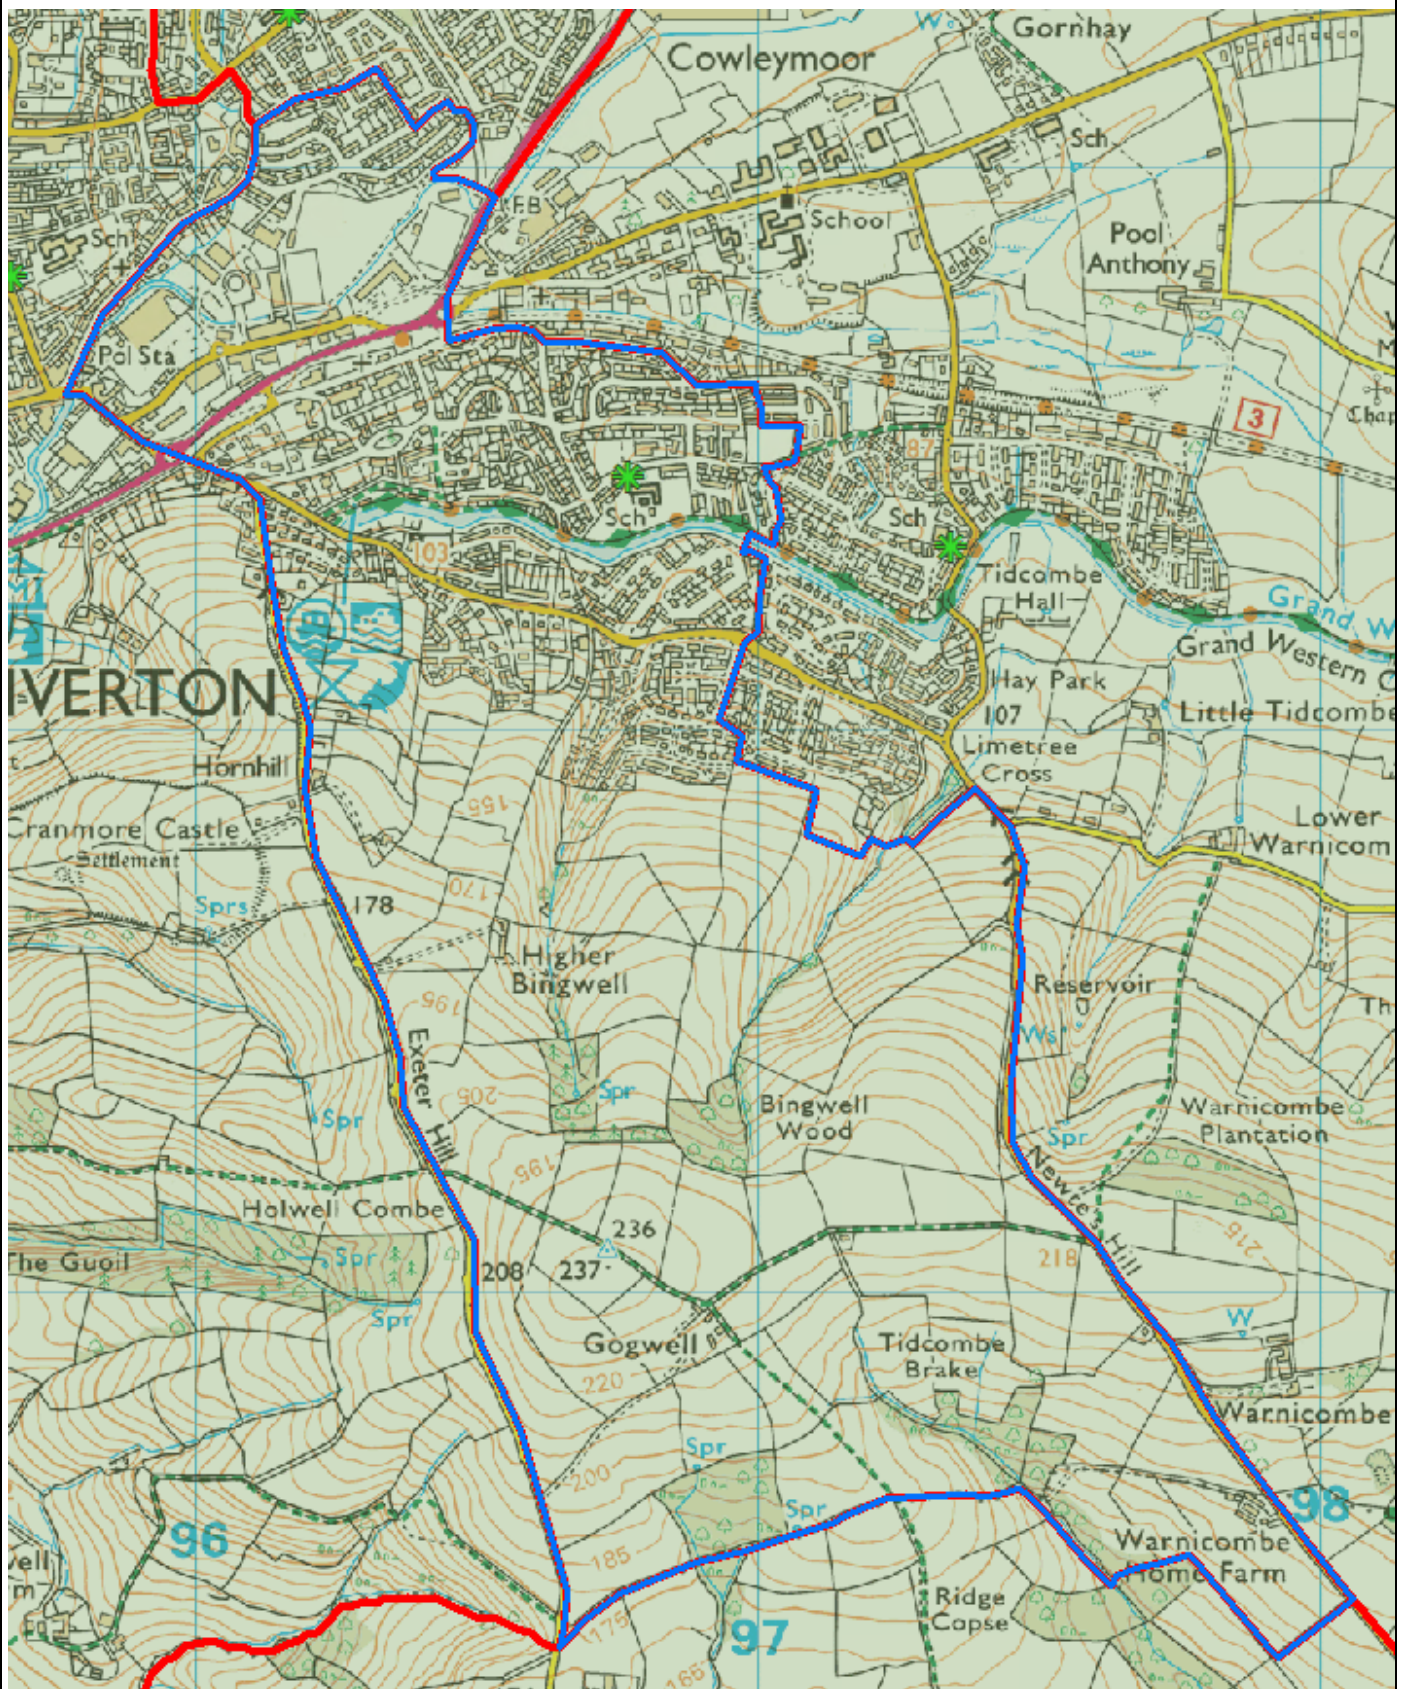 Gornhay
Cowleymoor
W
Sch
FB
School
Pool
Anthony
Sch
Pol Sta
3
Chap
87
Sch
Sch
103
Tidcombe
Hall
Grand W
Grand Western C
IVERTON
Hay Park
107
Little Tidcombe
Limetree
Cross
Hornhill
155
Cranmore Castle
Settlement
Lower
Warnicom
170
Sprs
178
Higher
Bingwell
195
Reservoir
Th
Ws
Exeter Hill
205
Spr
Spr
Bingwell
Wood
Warnicombe
Plantation
Spr
195
Newte's Hill
Holwell Combe
236
215
The Guoil
Spr
208
237
218
Spr
W
Gogwell
Tidcombe
Brake
220
Warnicombe
Spr
200
98
Spr
96
Warnicombe
Home Farm
185
well
m
Ridge
Copse
175
97
165